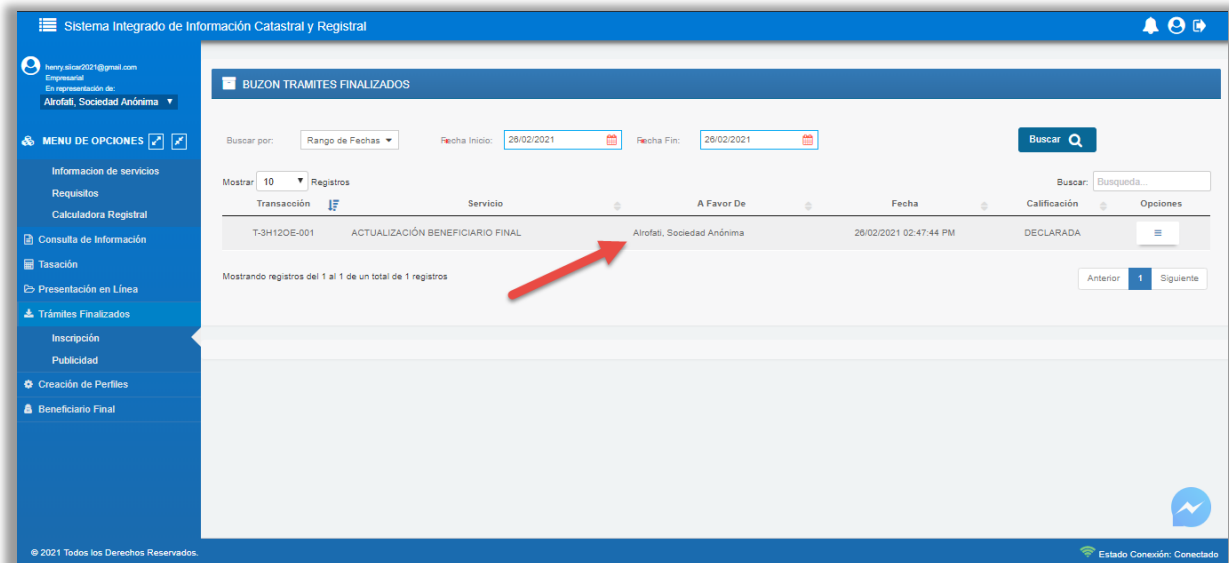 Sistema Integrado de Información Catastral y Registral
henry.siicar2021@gmail.com
Empresarial
En representación de:
Alrofati, Sociedad Anónima
MENU DE OPCIONES
Informacion de servicios
Requisitos
Calculadora Registral
Consulta de Información
Tasación
Presentación en Línea
Trámites Finalizados
Inscripción
Publicidad
Creación de Perfiles
Beneficiario Final
© 2021 Todos los Derechos Reservados.
BUZON TRAMITES FINALIZADOS
Buscar por: Rango de Fechas Fecha Inicio: 26/02/2021 Fecha Fin: 26/02/2021 Buscar
Mostrar 10 Registros Buscar: Busqueda...
Transacción Servicio A Favor De Fecha Calificación Opciones
T-3H12OE-001 ACTUALIZACIÓN BENEFICIARIO FINAL Alrofati, Sociedad Anónima 26/02/2021 02:47:44 PM DECLARADA
Mostrando registros del 1 al 1 de un total de 1 registros Anterior 1 Siguiente
Estado Conexión: Conectado